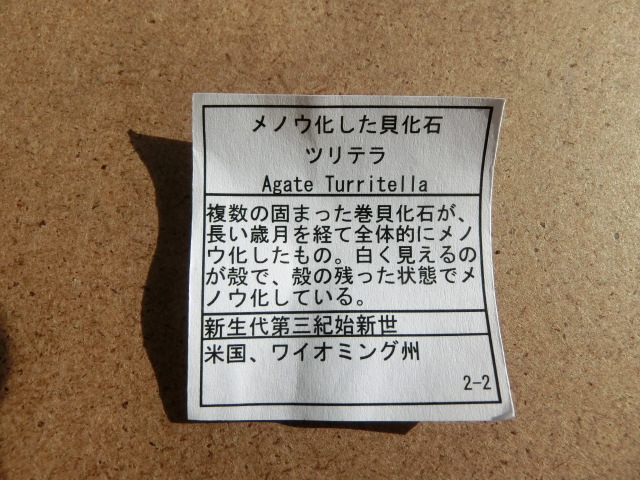 メノウ化した貝化石
ツリテラ
Agate Turritella
複数の固まった巻貝化石が、
長い歳月を経て全体的にメノ
ウ化したもの。白く見えるの
が殻で、殻の残った状態でメ
ノウ化している。
新生代第三紀始新世
米国、ワイオミング州
2-2